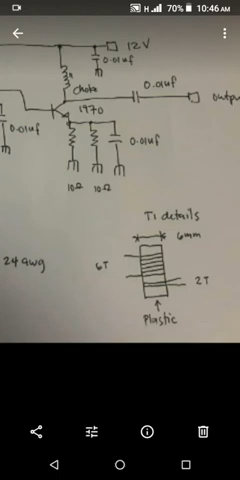 H 70% 10:46 AM
12V
0.01uf
Choke
0.01uf
1970
output
0.01uf
0.01uf
10Ω 10Ω
T1 details
6mm
24awg
6T
2T
Plastic